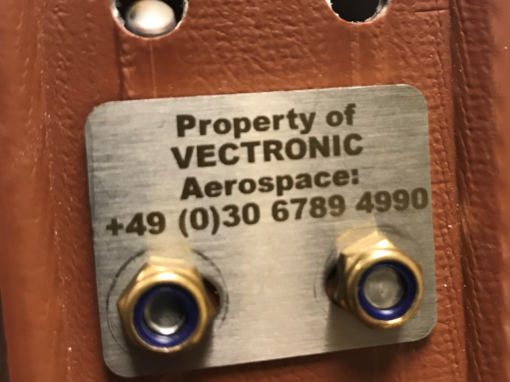 Property of
VECTRONIC
Aerospace:
+49 (0)30 6789 4990